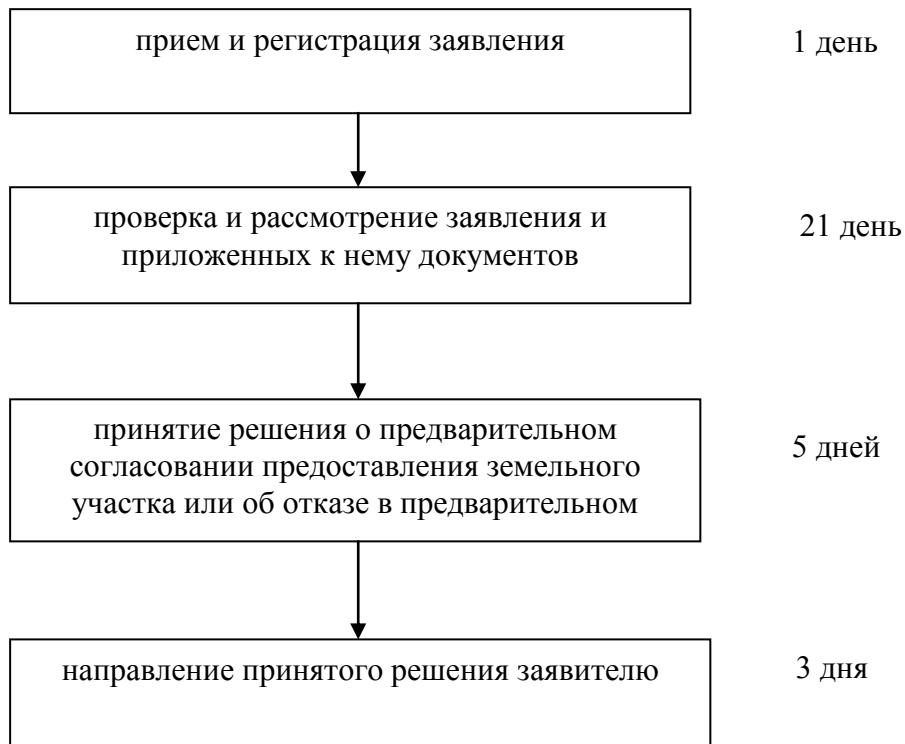 прием и регистрация заявления
1 день
проверка и рассмотрение заявления и
приложенных к нему документов
21 день
принятие решения о предварительном
согласовании предоставления земельного
участка или об отказе в предварительном
5 дней
направление принятого решения заявителю
3 дня